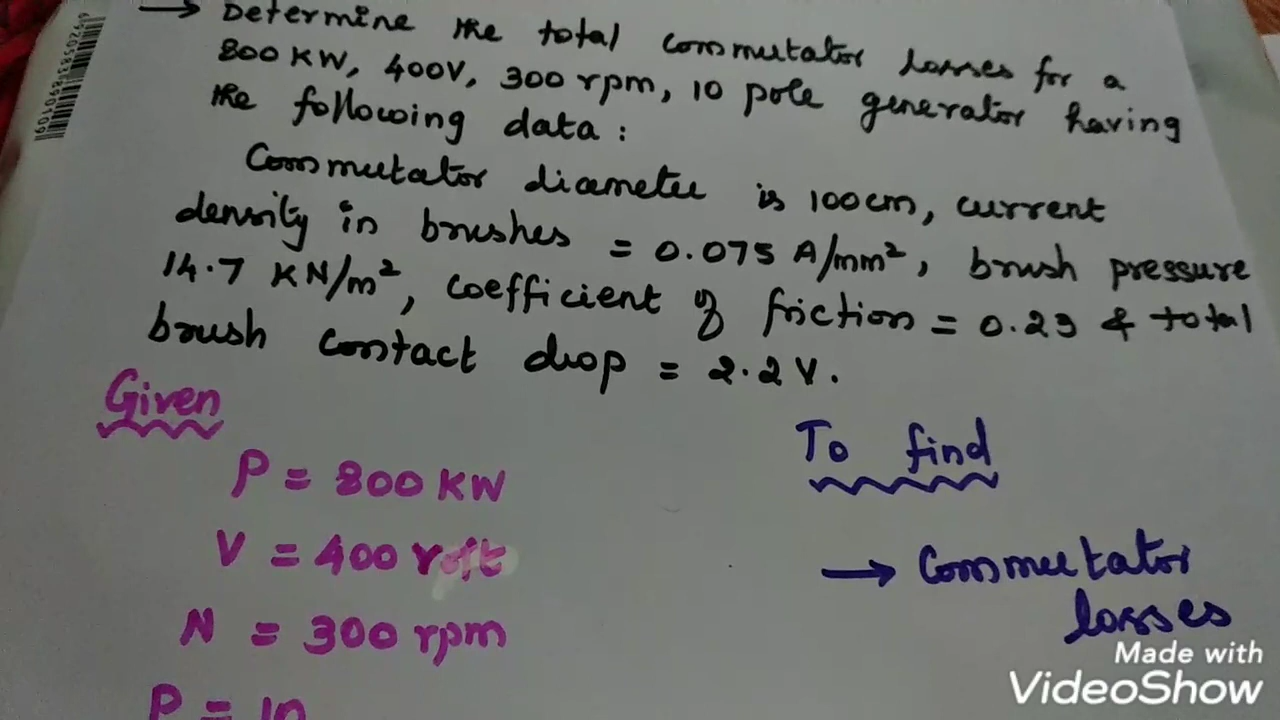 → Determine the total commutator losses for a
800 KW, 400V, 300 rpm, 10 pole generator having
the following data:
Commutator diameter is 100cm, current
density in brushes = 0.075 A/mm², brush pressure
14.7 KN/m², coefficient of friction = 0.23 & total
brush contact drop = 2.2 V.
Given
To find
P = 800 KW
V = 400 volt
→ Commutator
losses
N = 300 rpm
P = 10
Made with
VideoShow